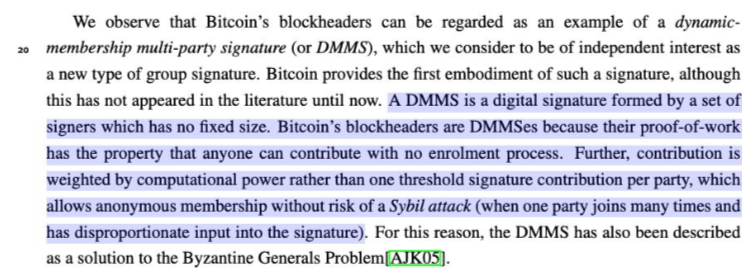 We observe that Bitcoin’s blockheaders can be regarded as an example of a dynamic-
20 membership multi-party signature (or DMMS), which we consider to be of independent interest as
a new type of group signature. Bitcoin provides the first embodiment of such a signature, although
this has not appeared in the literature until now. A DMMS is a digital signature formed by a set of
signers which has no fixed size. Bitcoin’s blockheaders are DMMSes because their proof-of-work
has the property that anyone can contribute with no enrolment process. Further, contribution is
weighted by computational power rather than one threshold signature contribution per party, which
allows anonymous membership without risk of a Sybil attack (when one party joins many times and
has disproportionate input into the signature). For this reason, the DMMS has also been described
as a solution to the Byzantine Generals Problem[AJK05].